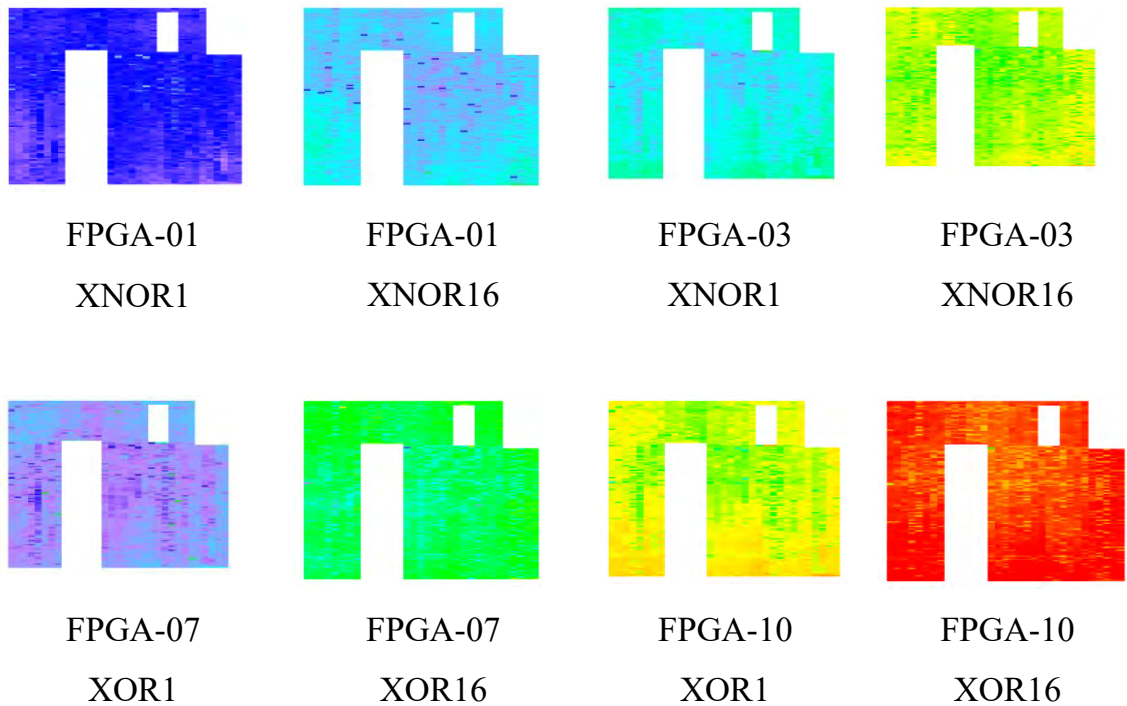 FPGA-01 FPGA-01 FPGA-03 FPGA-03
XNOR1 XNOR16 XNOR1 XNOR16
FPGA-07 FPGA-07 FPGA-10 FPGA-10
XOR1 XOR16 XOR1 XOR16